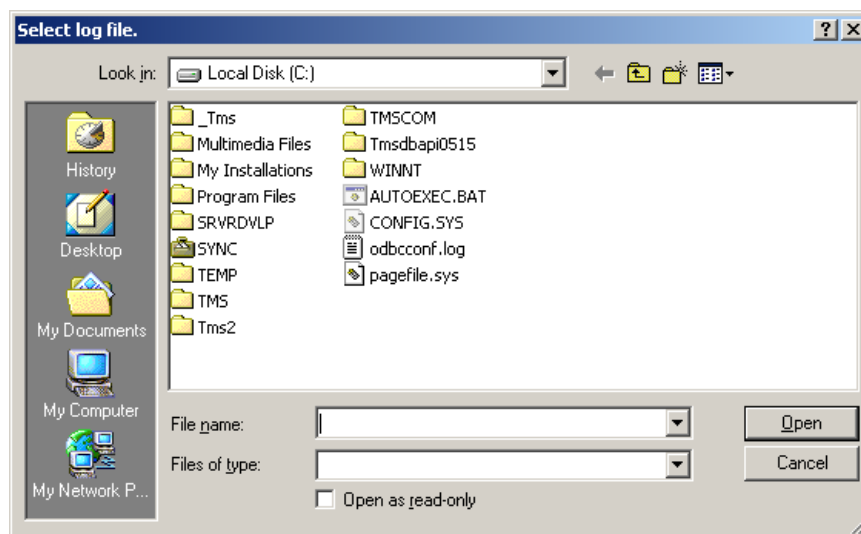 Select log file.
Look in:
Local Disk (C:)
History
Desktop
My Documents
My Computer
My Network P...
_Tms
Multimedia Files
My Installations
Program Files
SRVRDVLP
SYNC
TEMP
TMS
Tms2
TMSCOM
Tmsdbapi0515
WINNT
AUTOEXEC.BAT
CONFIG.SYS
odbcconf.log
pagefile.sys
File name:
Open
Files of type:
Cancel
Open as read-only